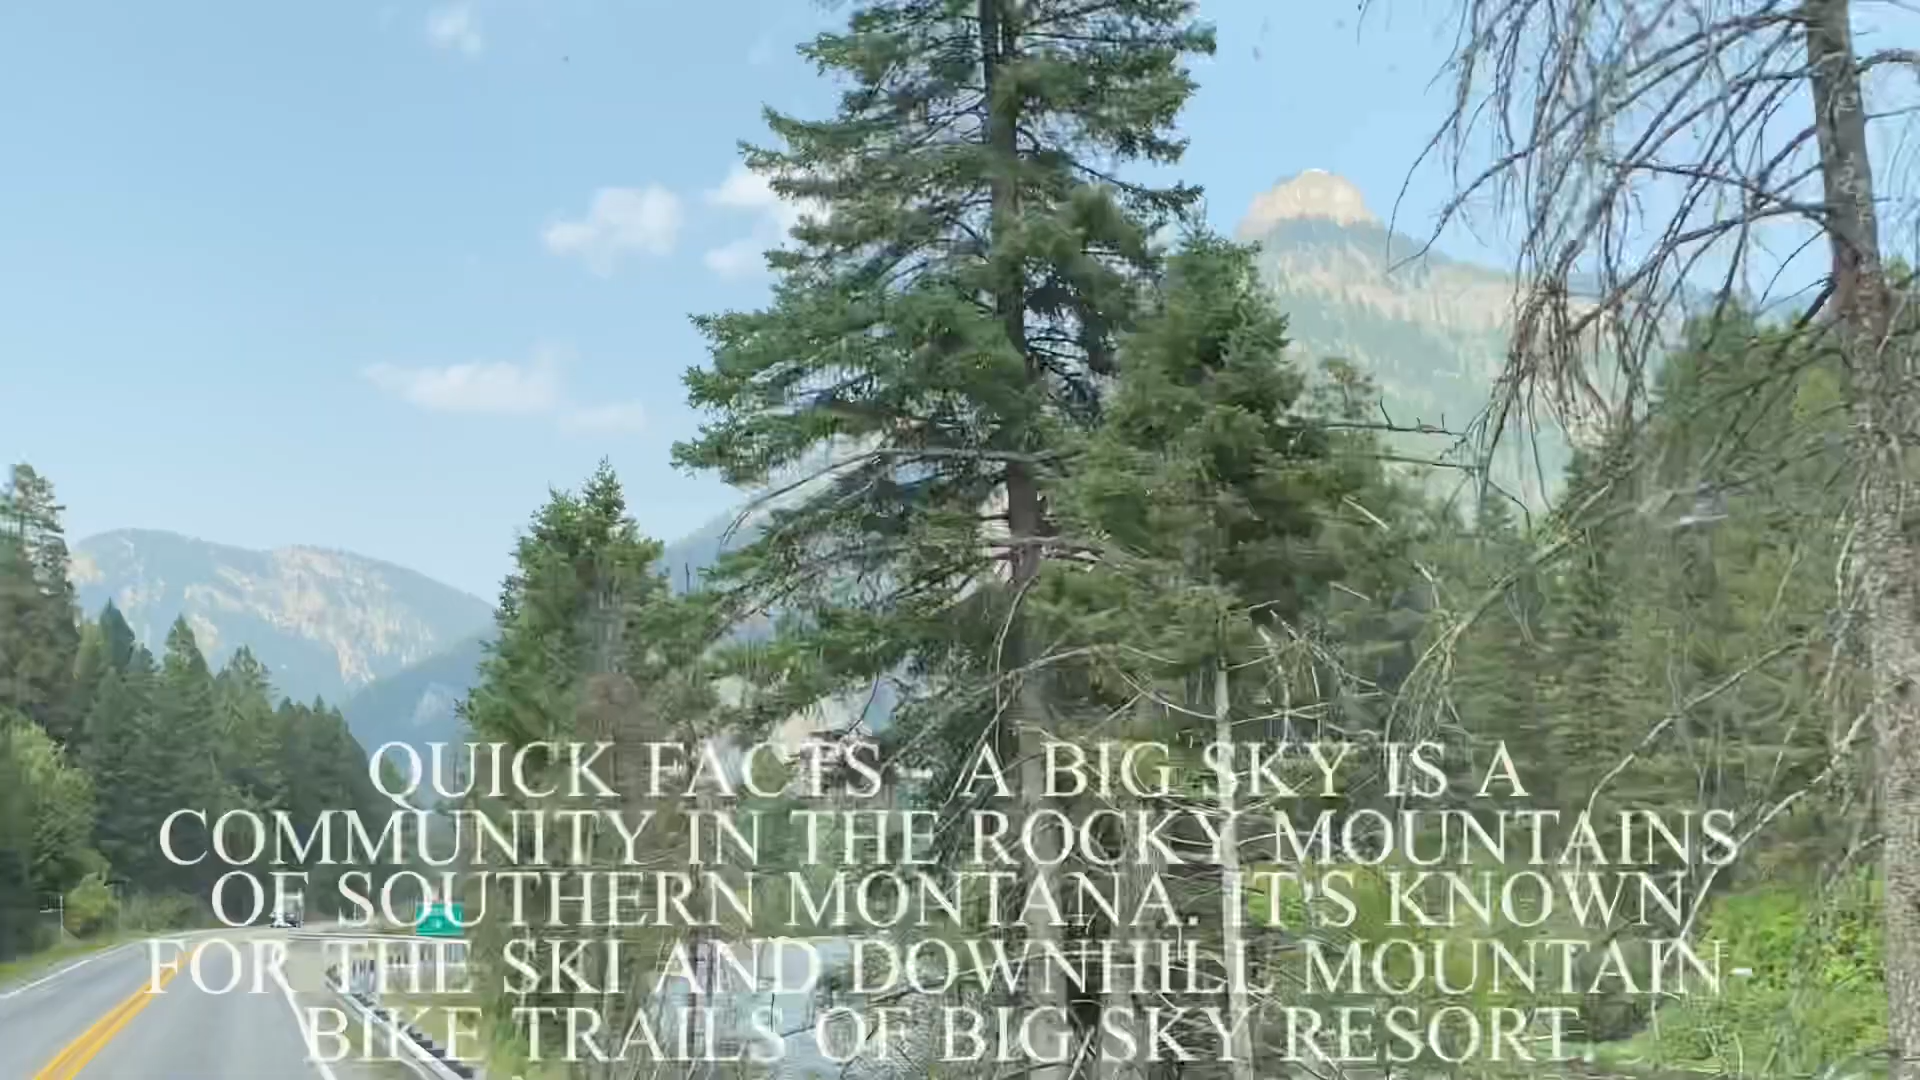 QUICK FACTS A BIG SKY IS A
COMMUNITY IN THE ROCKY MOUNTAINS
OF SOUTHERN MONTANA. IT'S KNOWN
FOR THE SKI AND DOWNHILL MOUNTAIN-
BIKE TRAILS OF BIG SKY RESORT.